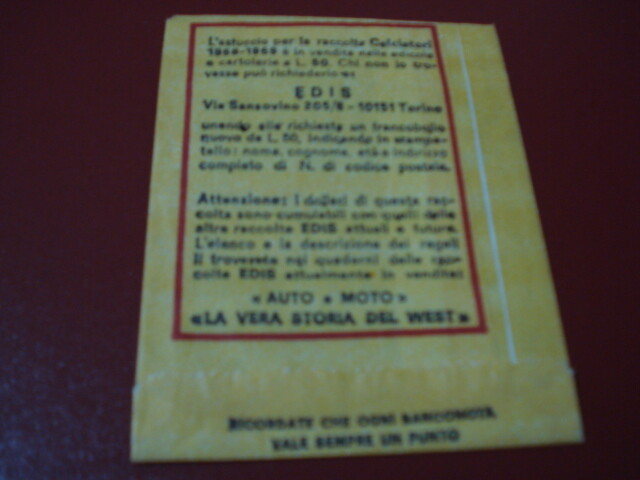 L'astuccio per la raccolta Calciatori
1968-1969 è in vendita nelle edicole
e cartolerie a L. 50. Chi non lo tro-
vasse può richiederlo a:
EDIS
Via Sansovino 205/8 - 10151 Torino
unendo alla richiesta un francobollo
nuovo da L. 50, indicando in stampa-
tello: nome, cognome, età e indirizzo
completo di N. di codice postale.
Attenzione: I dollari di questa rac-
colta sono cumulabili con quelli delle
altre raccolte EDIS attuali e future.
L'elenco e la descrizione dei regali
li troverete nei quaderni delle rac-
colte EDIS attualmente in vendita:
« AUTO • MOTO »
«LA VERA STORIA DEL WEST»
RICORDATE CHE OGNI BANCONOTA
VALE SEMPRE UN PUNTO